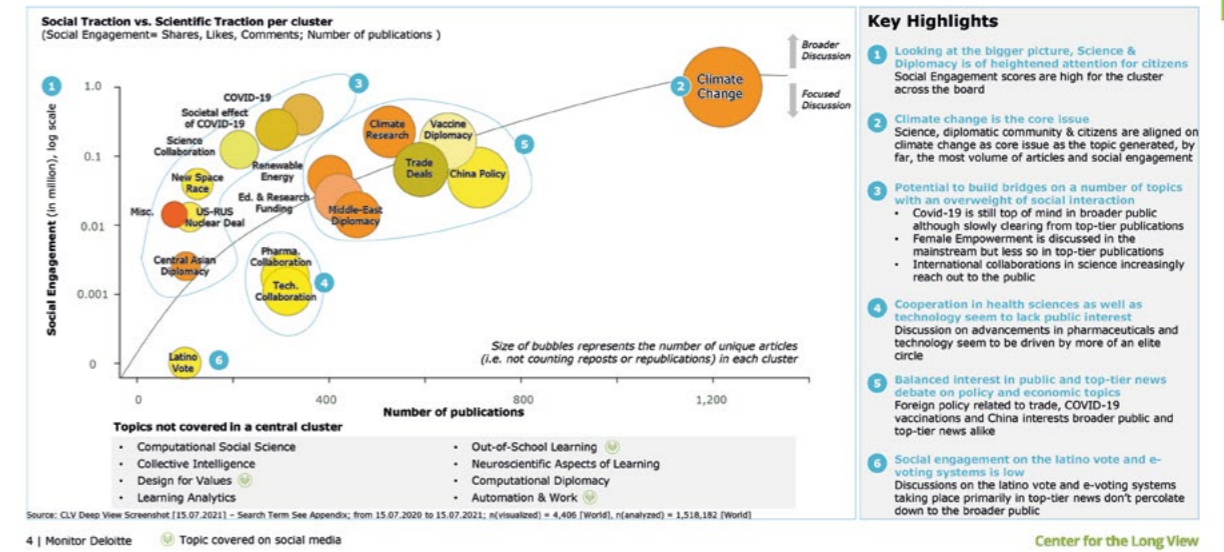 Social Traction vs. Scientific Traction per cluster
(Social Engagement= Shares, Likes, Comments; Number of publications )
1
Social Engagement (in million), log scale
1.0
0.1
0.01
0.001
0
0
400
800
1,200
Number of publications
Broader
Discussion
Focused
Discussion
COVID-19
3
Societal effect
of COVID-19
Science
Collaboration
New Space
Race
Misc.
US-RUS
Nuclear Deal
Central Asian
Diplomacy
Renewable
Energy
Ed. & Research
Funding
Middle-East
Diplomacy
Climate
Research
Vaccine
Diplomacy
Trade
Deals
China Policy
5
2
Climate
Change
Pharma.
Collaboration
Tech.
Collaboration
4
Latino
Vote
6
Size of bubbles represents the number of unique articles
(i.e. not counting reposts or republications) in each cluster
Topics not covered in a central cluster
• Computational Social Science
• Collective Intelligence
• Design for Values
• Learning Analytics
• Out-of-School Learning
• Neuroscientific Aspects of Learning
• Computational Diplomacy
• Automation & Work
Source: CLV Deep View Screenshot [15.07.2021] – Search Term See Appendix; from 15.07.2020 to 15.07.2021; n(visualized) = 4,406 [World], n(analyzed) = 1,518,182 [World]
4 | Monitor Deloitte
Topic covered on social media
Key Highlights
1 Looking at the bigger picture, Science &
Diplomacy is of heightened attention for citizens
Social Engagement scores are high for the cluster
across the board
2 Climate change is the core issue
Science, diplomatic community & citizens are aligned on
climate change as core issue as the topic generated, by
far, the most volume of articles and social engagement
3 Potential to build bridges on a number of topics
with an overweight of social interaction
• Covid-19 is still top of mind in broader public
although slowly clearing from top-tier publications
• Female Empowerment is discussed in the
mainstream but less so in top-tier publications
• International collaborations in science increasingly
reach out to the public
4 Cooperation in health sciences as well as
technology seem to lack public interest
Discussion on advancements in pharmaceuticals and
technology seem to be driven by more of an elite
circle
5 Balanced interest in public and top-tier news
debate on policy and economic topics
Foreign policy related to trade, COVID-19
vaccinations and China interests broader public and
top-tier news alike
6 Social engagement on the latino vote and e-
voting systems is low
Discussions on the latino vote and e-voting systems
taking place primarily in top-tier news don't percolate
down to the broader public
Center for the Long View